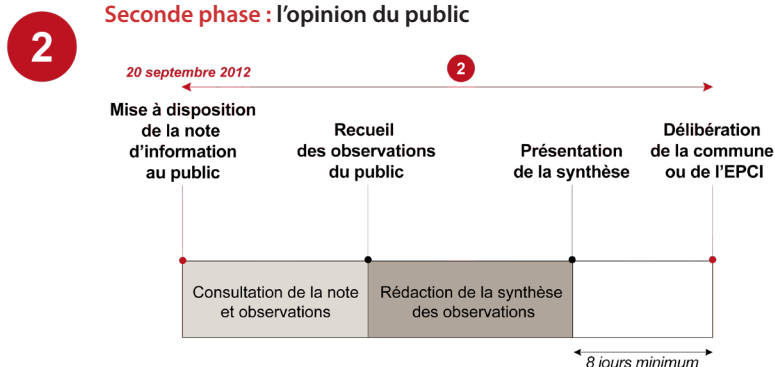 2
Seconde phase : l'opinion du public
20 septembre 2012
2
Mise à disposition
de la note
d'information
au public
Recueil
des observations
du public
Présentation
de la synthèse
Délibération
de la commune
ou de l'EPCI
Consultation de la note
et observations
Rédaction de la synthèse
des observations
8 jours minimum